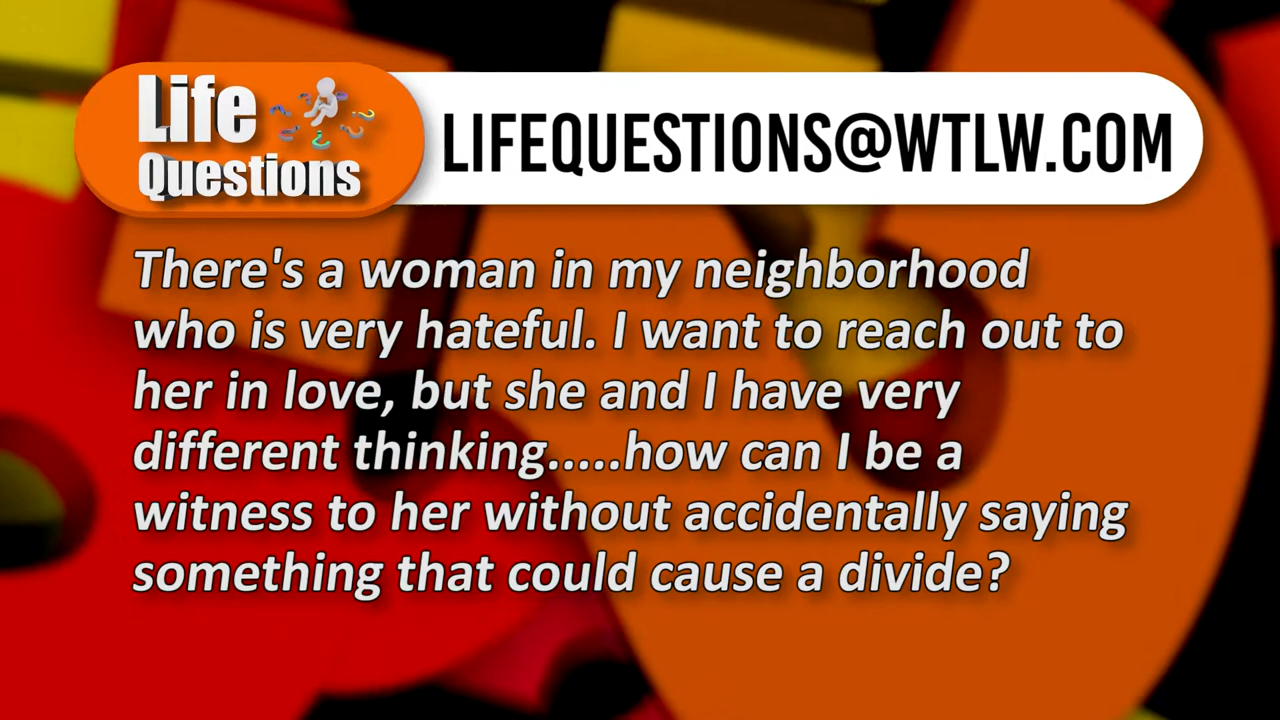 Life
Questions
LIFEQUESTIONS@WTLW.COM
There's a woman in my neighborhood
who is very hateful. I want to reach out to
her in love, but she and I have very
different thinking.....how can I be a
witness to her without accidentally saying
something that could cause a divide?